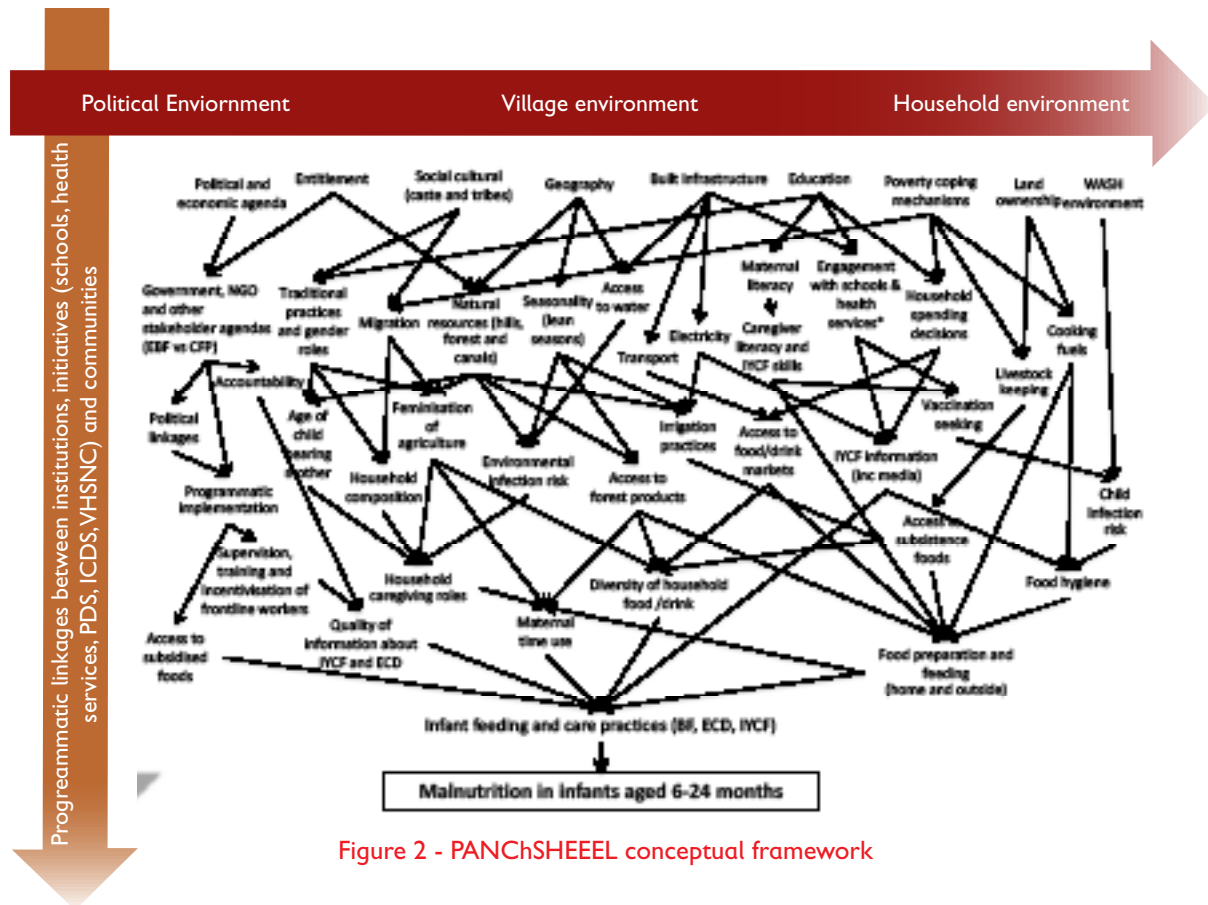 Political Enviornment
Village environment
Household environment
Progreammatic linkages between institutions, initiatives (schools, health
services, PDS, ICDS, VHSNC) and communities
Political and
economic agenda
Entitlement
Social cultural
(caste and tribes)
Geography
Built infrastructure
Education
Poverty coping
mechanisms
Land
ownership
WASH
environment
Government, NGO
and other
stakeholder agendas
(EBF vs CFP)
Traditional
practices
and gender
roles
Migration
Natural
resources (hills,
forest and
canals)
Seasonality
(lean
seasons)
Access
to water
Transport
Electricity
Maternal
literacy
Caregiver
literacy and
IYCF skills
Engagement
with schools &
health
services*
Household
spending
decisions
Cooking
fuels
Livestock
keeping
Accountability
Political
linkages
Age of
child
bearing
mother
Feminisation
of
agriculture
Household
composition
Environmental
infection risk
Access to
forest products
Irrigation
practices
Access to
food/drink
markets
Vaccination
seeking
IYCF information
(inc media)
Programmatic
implementation
Child
infection
risk
Access to
subsistence
foods
Supervision,
training and
incentivisation of
frontline workers
Household
caregiving roles
Diversity of household
food /drink
Food hygiene
Access to
subsidised
foods
Quality of
information about
IYCF and ECD
Maternal
time use
Food preparation and
feeding
(home and outside)
Infant feeding and care practices (BF, ECD, IYCF)
Malnutrition in infants aged 6-24 months
Figure 2 - PANChSHEEEL conceptual framework